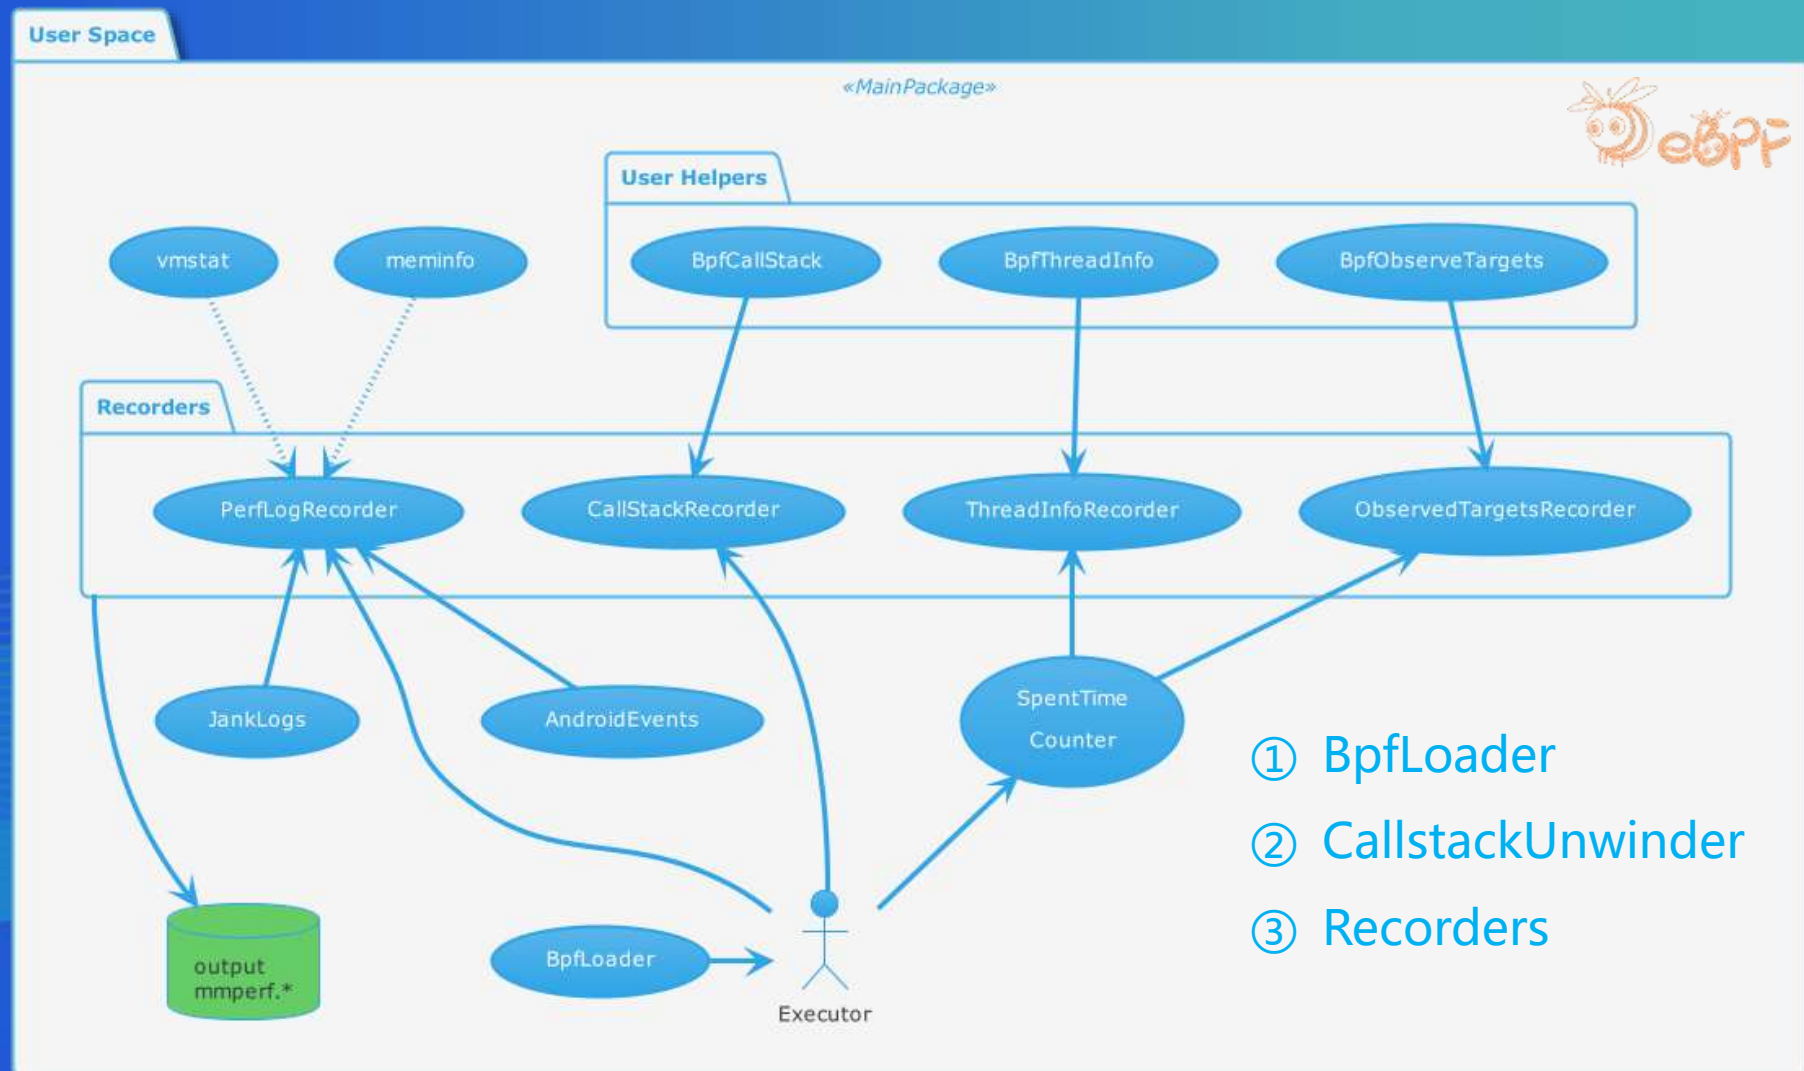 User Space
«MainPackage»
eBPF
User Helpers
vmstat
meminfo
BpfCallStack
BpfThreadInfo
BpfObserveTargets
Recorders
PerfLogRecorder
CallStackRecorder
ThreadInfoRecorder
ObservedTargetsRecorder
JankLogs
AndroidEvents
SpentTime
Counter
① BpfLoader
② CallstackUnwinder
③ Recorders
output
mmperf.*
BpfLoader
Executor